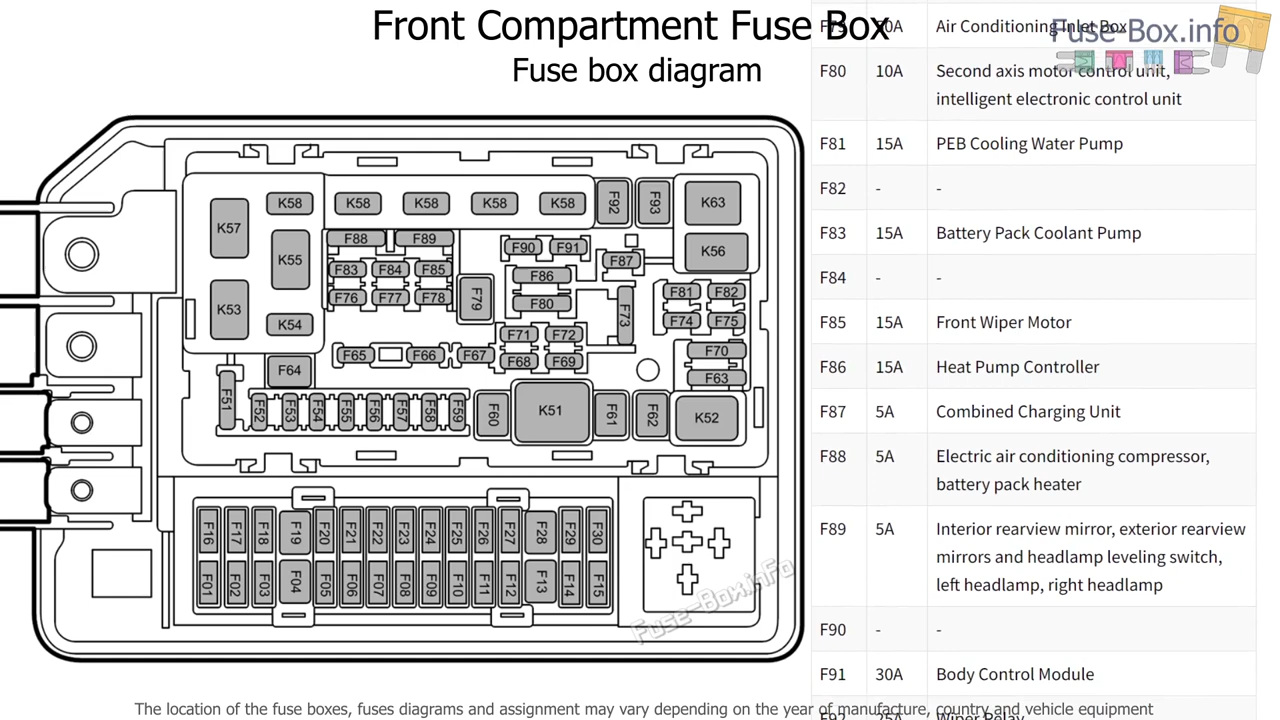 Front Compartment Fuse Box
Fuse box diagram
Fuse-Box.info
K57 K58 K58 K58 K58 K58 F92 F93 K63
K55 F88 F89 F90 F91 F87 K56
F83 F84 F85 F86
F76 F77 F78 F79 F80 F81 F82
K53 K54 F73 F74 F75
F71 F72
F65 F66 F67 F68 F69 F70
F64 F63
F51 F52 F53 F54 F55 F56 F57 F58 F59 F60 K51 F61 F62 K52
F16 F17 F18 F19 F20 F21 F22 F23 F24 F25 F26 F27 F28 F29 F30
F01 F02 F03 F04 F05 F06 F07 F08 F09 F10 F11 F12 F13 F14 F15
Fuse-Box.info
Air Conditioning Inlet Box
F80 10A Second axis motor control unit,
intelligent electronic control unit
F81 15A PEB Cooling Water Pump
F82 - -
F83 15A Battery Pack Coolant Pump
F84 - -
F85 15A Front Wiper Motor
F86 15A Heat Pump Controller
F87 5A Combined Charging Unit
F88 5A Electric air conditioning compressor,
battery pack heater
F89 5A Interior rearview mirror, exterior rearview
mirrors and headlamp leveling switch,
left headlamp, right headlamp
F90 - -
F91 30A Body Control Module
F92 25A Wiper Relay
The location of the fuse boxes, fuses diagrams and assignment may vary depending on the year of manufacture, country and vehicle equipment